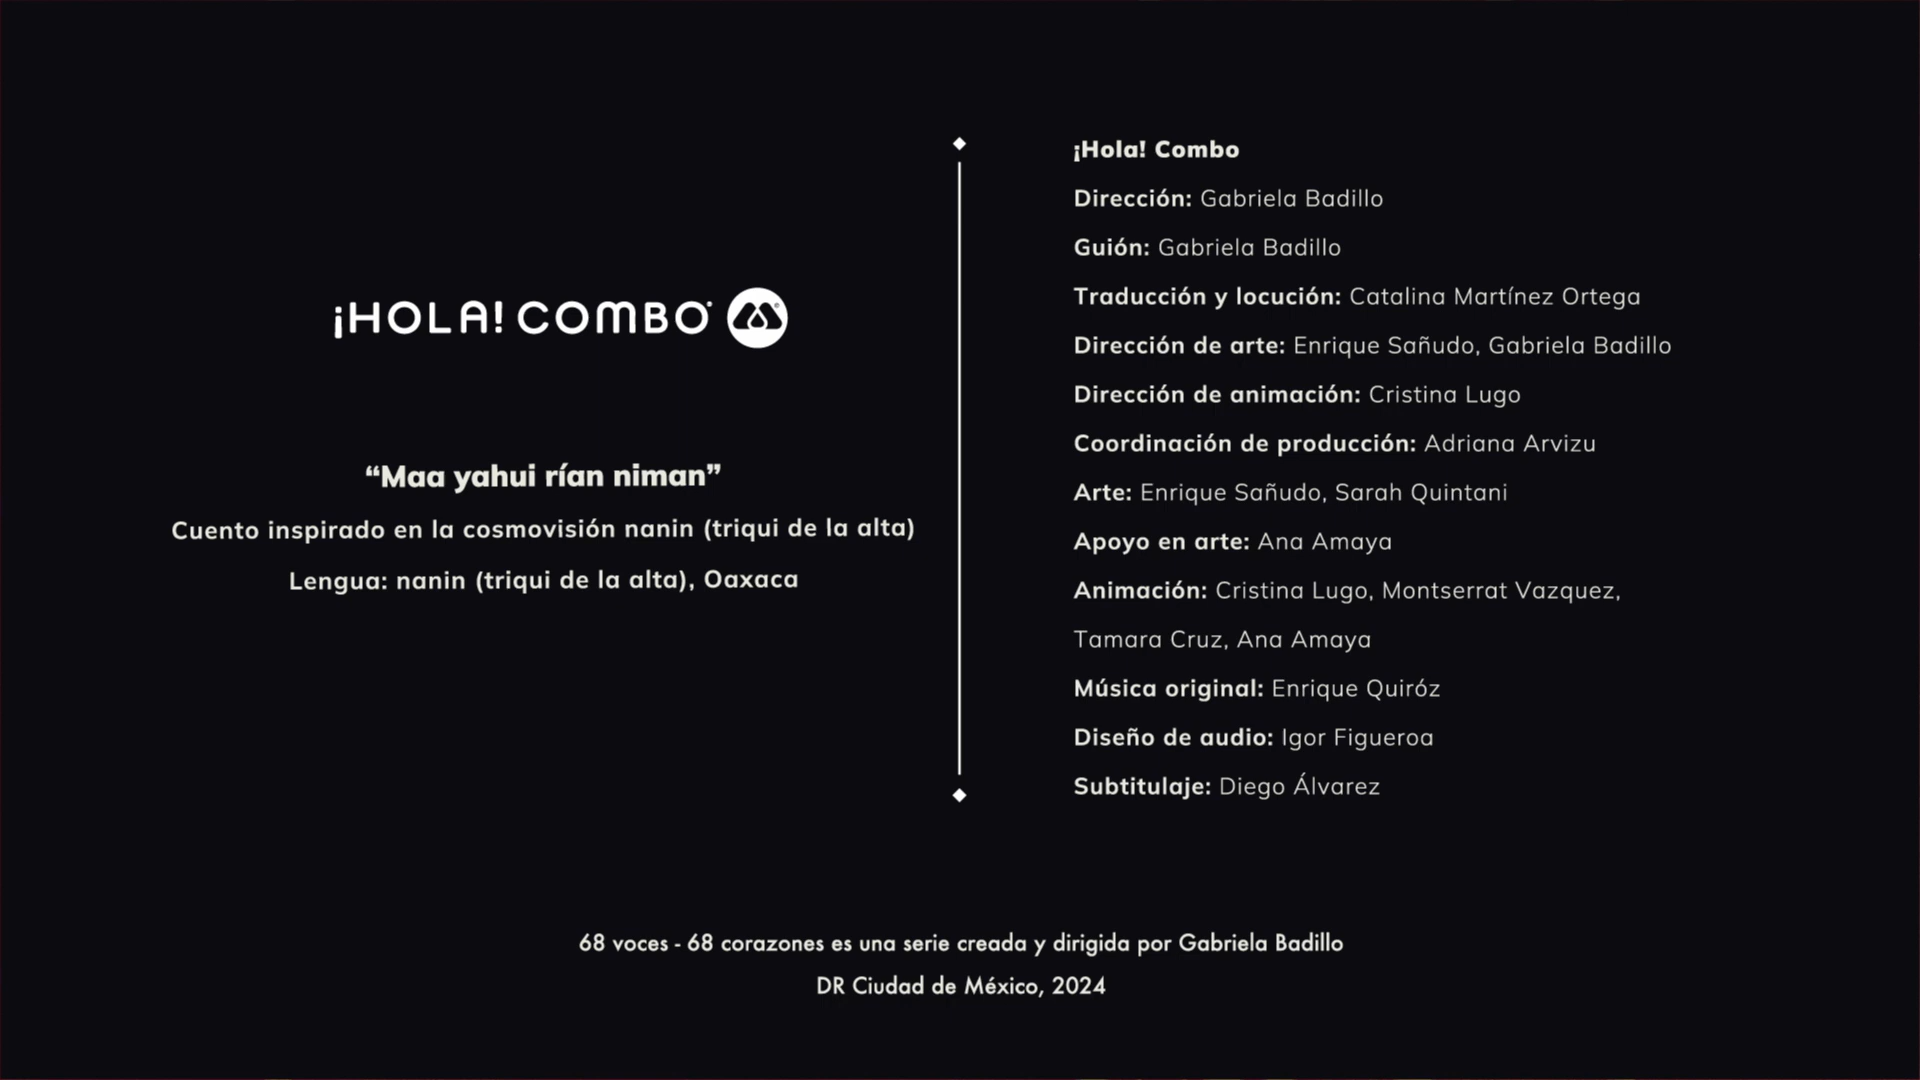 ¡HOLA! COMBO
“Maa yahui rían niman”
Cuento inspirado en la cosmovisión nanin (triqui de la alta)
Lengua: nanin (triqui de la alta), Oaxaca
¡Hola! Combo
Dirección: Gabriela Badillo
Guión: Gabriela Badillo
Traducción y locución: Catalina Martínez Ortega
Dirección de arte: Enrique Sañudo, Gabriela Badillo
Dirección de animación: Cristina Lugo
Coordinación de producción: Adriana Arvizu
Arte: Enrique Sañudo, Sarah Quintani
Apoyo en arte: Ana Amaya
Animación: Cristina Lugo, Montserrat Vazquez,
Tamara Cruz, Ana Amaya
Música original: Enrique Quiróz
Diseño de audio: Igor Figueroa
Subtitulaje: Diego Álvarez
68 voces - 68 corazones es una serie creada y dirigida por Gabriela Badillo
DR Ciudad de México, 2024